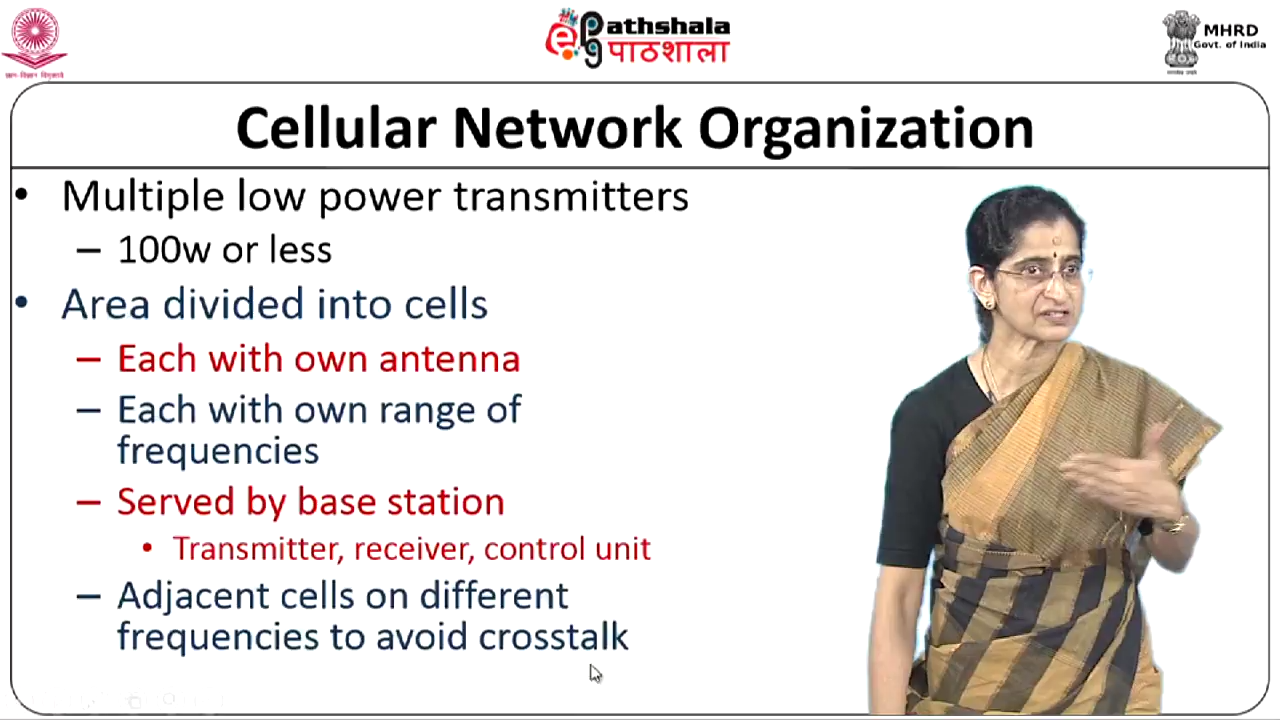 Pathshala
पाठशाला
MHRD
Govt. of India
Cellular Network Organization
• Multiple low power transmitters
– 100w or less
• Area divided into cells
– Each with own antenna
– Each with own range of
frequencies
– Served by base station
• Transmitter, receiver, control unit
– Adjacent cells on different
frequencies to avoid crosstalk